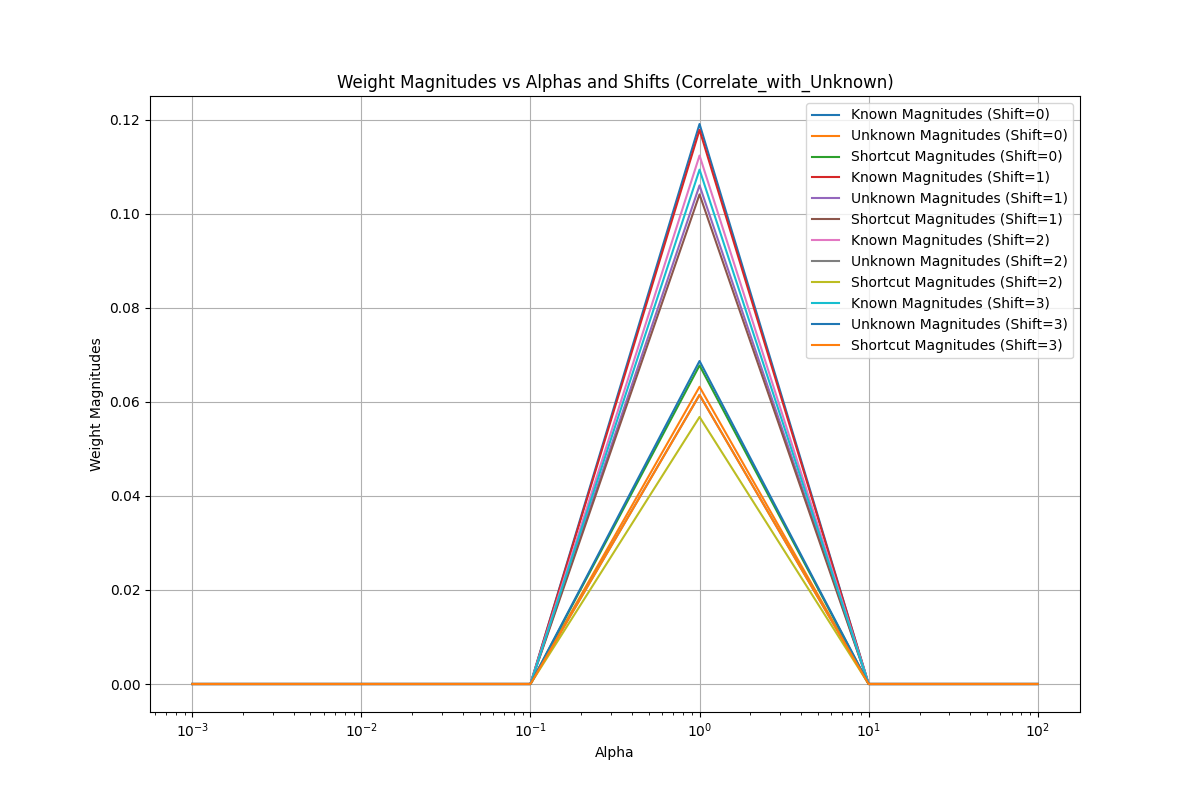 Weight Magnitudes vs Alphas and Shifts (Correlate_with_Unknown)
Known Magnitudes (Shift=0)
Unknown Magnitudes (Shift=0)
Shortcut Magnitudes (Shift=0)
Known Magnitudes (Shift=1)
Unknown Magnitudes (Shift=1)
Shortcut Magnitudes (Shift=1)
Known Magnitudes (Shift=2)
Unknown Magnitudes (Shift=2)
Shortcut Magnitudes (Shift=2)
Known Magnitudes (Shift=3)
Unknown Magnitudes (Shift=3)
Shortcut Magnitudes (Shift=3)
Weight Magnitudes
0.12
0.10
0.08
0.06
0.04
0.02
0.00
10⁻³ 10⁻² 10⁻¹ 10⁰ 10¹ 10²
Alpha